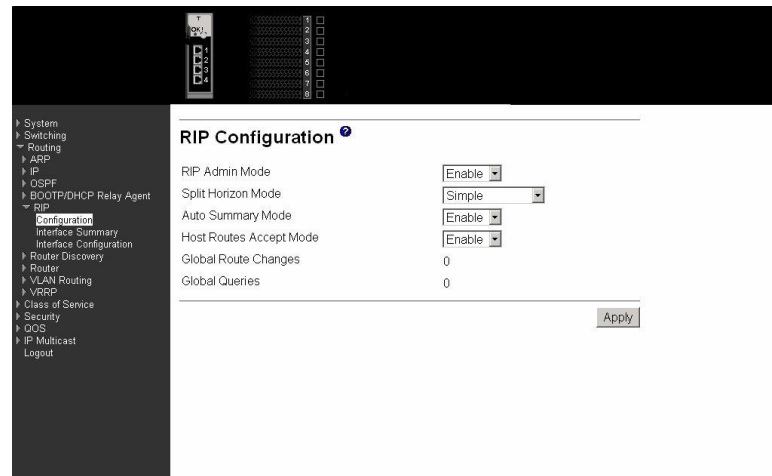 T
OK!
1
2
3
4
1
2
3
4
5
6
7
8
System
Switching
Routing
ARP
IP
OSPF
BOOTP/DHCP Relay Agent
RIP
Configuration
Interface Summary
Interface Configuration
Router Discovery
Router
VLAN Routing
VRRP
Class of Service
Security
QOS
IP Multicast
Logout
RIP Configuration ?
RIP Admin Mode Enable
Split Horizon Mode Simple
Auto Summary Mode Enable
Host Routes Accept Mode Enable
Global Route Changes 0
Global Queries 0
Apply